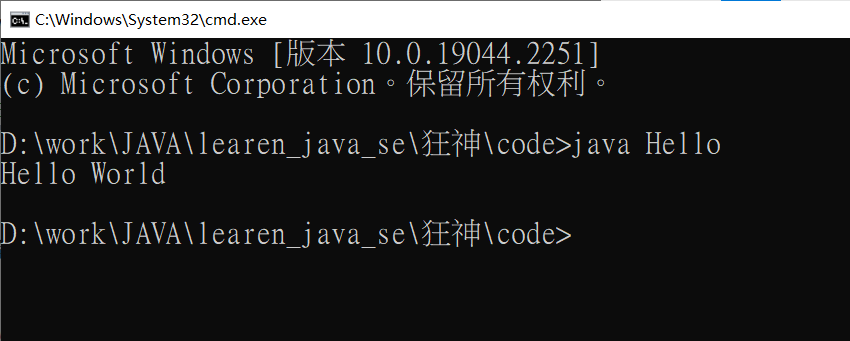 C:\Windows\System32\cmd.exe
Microsoft Windows [版本 10.0.19044.2251]
(c) Microsoft Corporation。保留所有权利。
D:\work\JAVA\learen_java_se\狂神\code>java Hello
Hello World
D:\work\JAVA\learen_java_se\狂神\code>